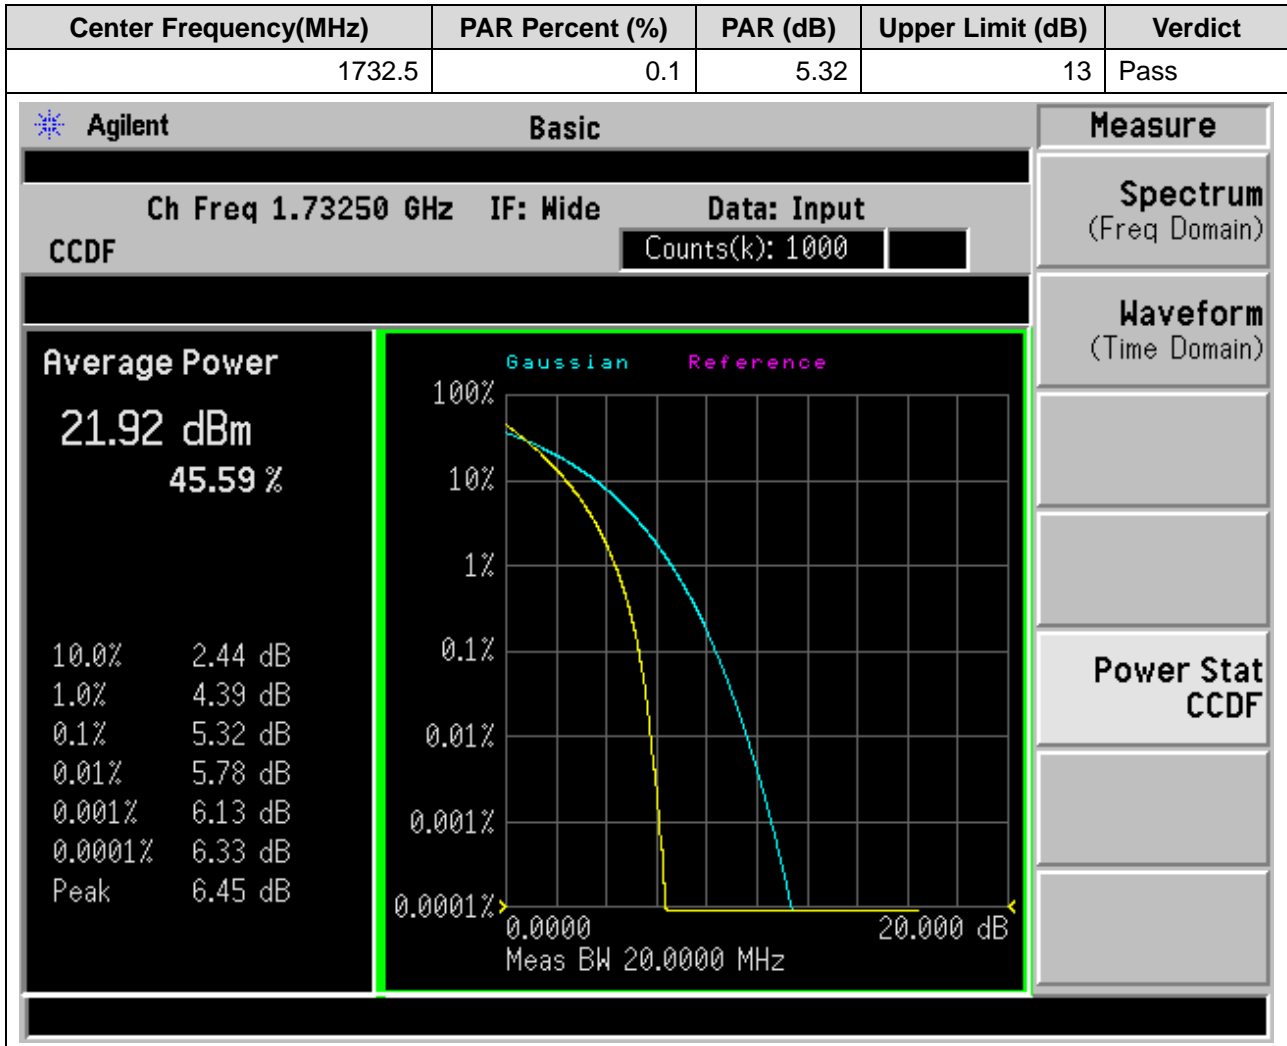 Center Frequency(MHz) PAR Percent (%) PAR (dB) Upper Limit (dB) Verdict
1732.5 0.1 5.32 13 Pass
Agilent Basic Measure
Ch Freq 1.73250 GHz IF: Wide Data: Input
CCDF Counts(k): 1000
Spectrum
(Freq Domain)
Waveform
(Time Domain)
Power Stat
CCDF
Average Power
21.92 dBm
45.59 %
10.0% 2.44 dB
1.0% 4.39 dB
0.1% 5.32 dB
0.01% 5.78 dB
0.001% 6.13 dB
0.0001% 6.33 dB
Peak 6.45 dB
Gaussian Reference
100%
10%
1%
0.1%
0.01%
0.001%
0.0001%
0.0000 20.000 dB
Meas BW 20.0000 MHz